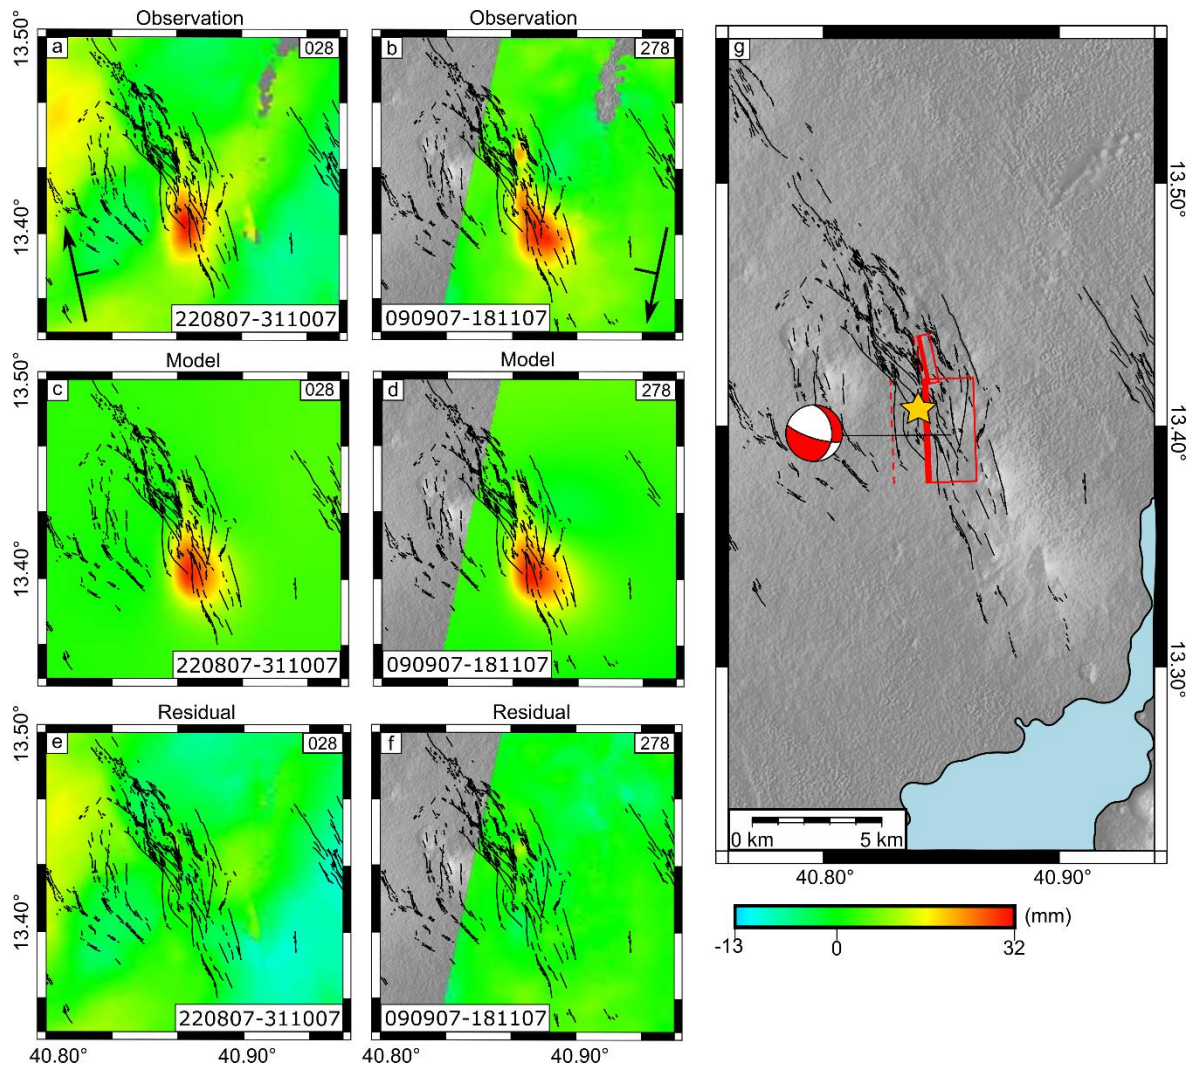 Observation
Observation
a
028
b
278
g
13.50°
13.40°
220807-311007
090907-181107
Model
Model
c
028
d
278
13.50°
13.40°
220807-311007
090907-181107
Residual
Residual
e
028
f
278
13.50°
13.40°
220807-311007
090907-181107
40.80°
40.90°
40.80°
40.90°
13.50°
13.40°
13.30°
0 km
5 km
40.80°
40.90°
(mm)
-13
0
32